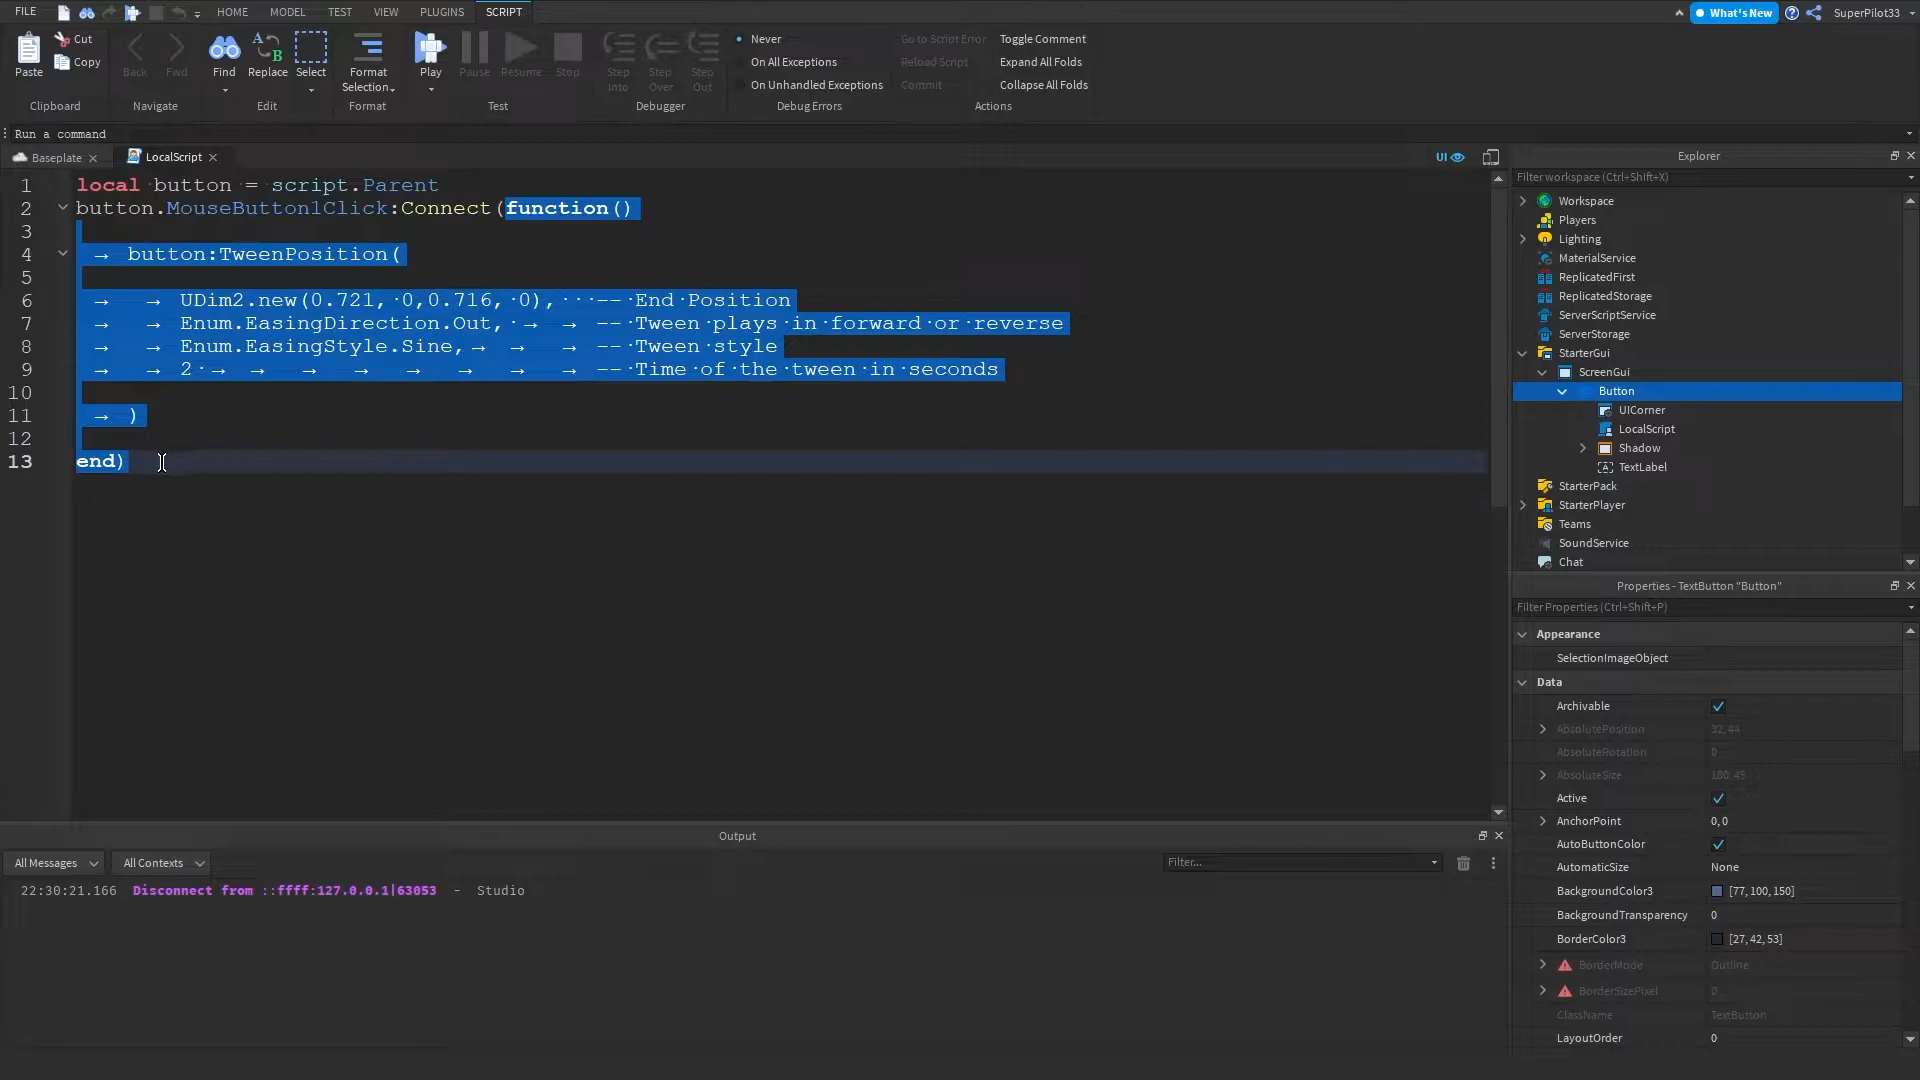 FILE HOME MODEL TEST VIEW PLUGINS SCRIPT What's New SuperPilot33
Paste Cut Copy
Clipboard
Back Fwd
Navigate
Find Replace Select
Edit
Format Selection
Format
Play Pause Resume Stop
Test
Step Into Step Over Step Out
Debugger
Never
On All Exceptions
On Unhandled Exceptions
Debug Errors
Go to Script Error Toggle Comment
Reload Script Expand All Folds
Commit Collapse All Folds
Actions
Run a command
Baseplate LocalScript UI
1 local button = script.Parent
2 button.MouseButton1Click:Connect(function()
3
4 button:TweenPosition(
5
6 UDim2.new(0.721, 0,0.716, 0), -- End Position
7 Enum.EasingDirection.Out, -- Tween plays in forward or reverse
8 Enum.EasingStyle.Sine, -- Tween style
9 2 -- Time of the tween in seconds
10
11 )
12
13 end)
Explorer
Filter workspace (Ctrl+Shift+X)
Workspace
Players
Lighting
MaterialService
ReplicatedFirst
ReplicatedStorage
ServerScriptService
ServerStorage
StarterGui
ScreenGui
Button
UICorner
LocalScript
Shadow
TextLabel
StarterPack
StarterPlayer
Teams
SoundService
Chat
Properties - TextButton "Button"
Filter Properties (Ctrl+Shift+P)
Appearance
SelectionImageObject
Data
Archivable
AbsolutePosition 32, 44
AbsoluteRotation 0
AbsoluteSize 180, 45
Active
AnchorPoint 0, 0
AutoButtonColor
AutomaticSize None
BackgroundColor3 [77, 100, 150]
BackgroundTransparency 0
BorderColor3 [27, 42, 53]
BorderMode Outline
BorderSizePixel 0
ClassName TextButton
LayoutOrder 0
Output
All Messages All Contexts Filter...
22:30:21.166 Disconnect from ::ffff:127.0.0.1|63053 - Studio